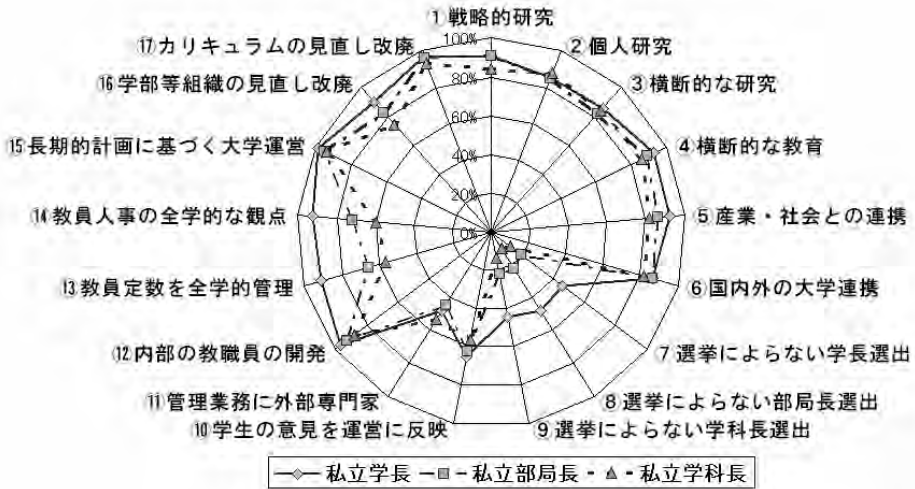 ①戦略的研究
②個人研究
③横断的な研究
④横断的な教育
⑤産業・社会との連携
⑥国内外の大学連携
⑦選挙によらない学長選出
⑧選挙によらない部局長選出
⑨選挙によらない学科長選出
⑩学生の意見を運営に反映
⑪管理業務に外部専門家
⑫内部の教職員の開発
⑬教員定数を全学的管理
⑭教員人事の全学的な観点
⑮長期的計画に基づく大学運営
⑯学部等組織の見直し改廃
⑰カリキュラムの見直し改廃
100%
80%
60%
40%
20%
0%
私立学長 私立部局長 私立学科長